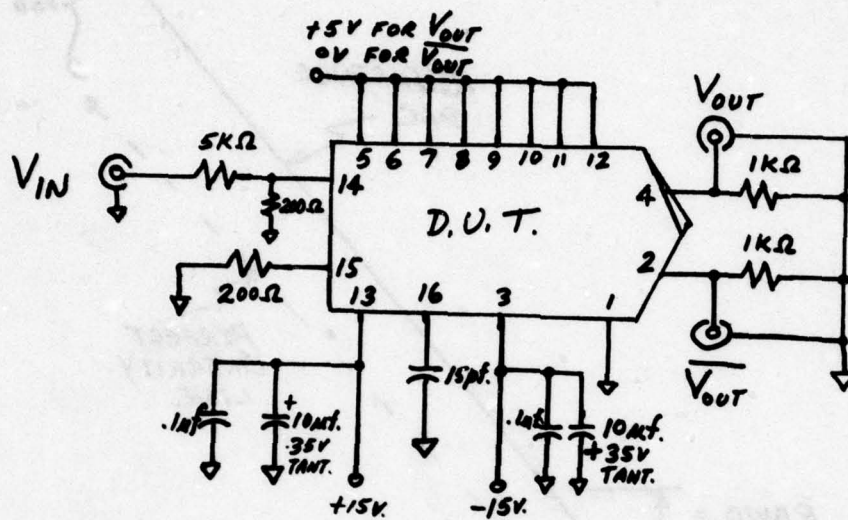 +5V FOR VOUT
0V FOR V̅O̅U̅T̅
5KΩ
VIN
200Ω
200Ω
14
15
5 6 7 8 9 10 11 12
D.U.T.
13 16 3 1
4
2
VOUT
1KΩ
1KΩ
V̅O̅U̅T̅
.1µf
+
10µf.
35V
TANT.
15pf.
.1µf
10µf.
+ 35V
TANT.
+15V.
-15V.